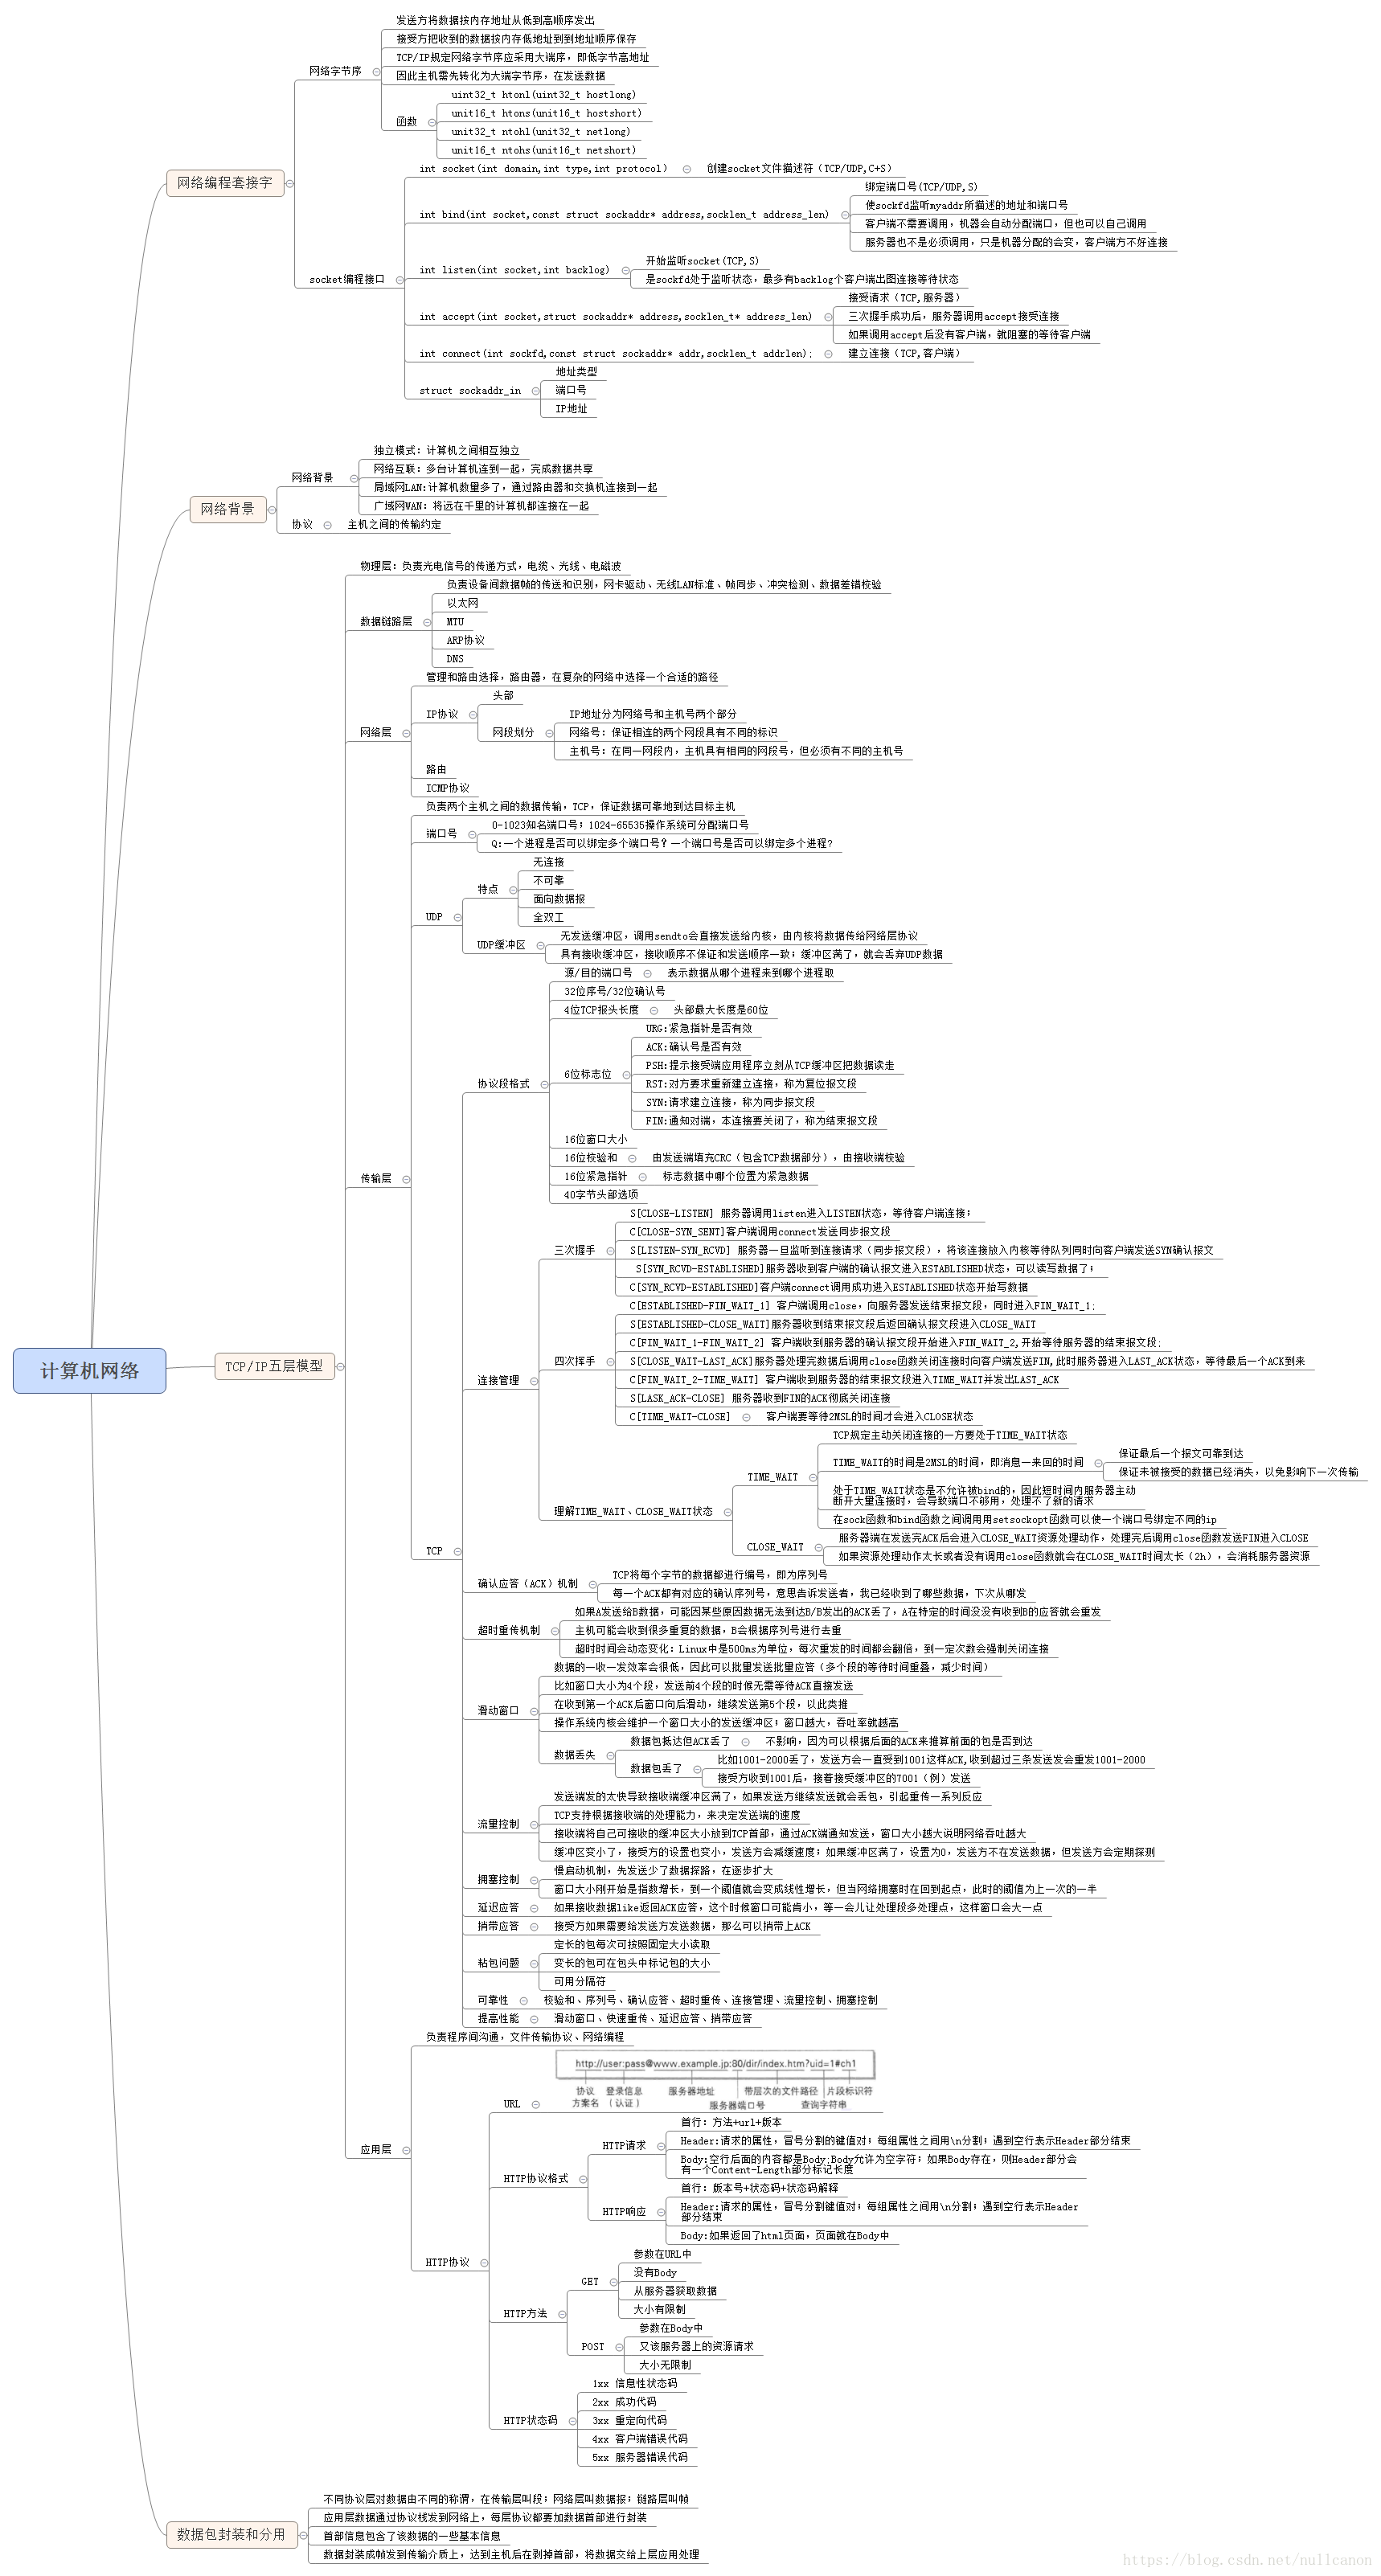 发送方将数据按内存地址从低到高顺序发出
接受方把收到的数据按内存低地址到到地址顺序保存
TCP/IP规定网络字节序应采用大端序，即低字节高地址
网络字节序
因此主机需先转化为大端字节序，在发送数据
uint32_t htonl(uint32_t hostlong)
unit16_t htons(unit16_t hostshort)
函数
unit32_t ntohl(unit32_t netlong)
unit16_t ntohs(unit16_t netshort)
网络编程套接字
int socket(int domain,int type,int protocol)
创建socket文件描述符（TCP/UDP,C+S）
绑定端口号(TCP/UDP,S)
使sockfd监听myaddr所描述的地址和端口号
int bind(int socket,const struct sockaddr* address,socklen_t address_len)
客户端不需要调用，机器会自动分配端口，但也可以自己调用
服务器也不是必须调用，只是机器分配的会变，客户端方不好连接
开始监听socket(TCP,S)
int listen(int socket,int backlog)
是sockfd处于监听状态，最多有backlog个客户端出图连接等待状态
socket编程接口
接受请求（TCP,服务器）
int accept(int socket,struct sockaddr* address,socklen_t* address_len)
三次握手成功后，服务器调用accept接受连接
如果调用accept后没有客户端，就阻塞的等待客户端
int connect(int sockfd,const struct sockaddr* addr,socklen_t addrlen);
建立连接（TCP,客户端）
地址类型
struct sockaddr_in
端口号
IP地址
独立模式：计算机之间相互独立
网络互联：多台计算机连到一起，完成数据共享
网络背景
局域网LAN:计算机数量多了，通过路由器和交换机连接到一起
网络背景
广域网WAN：将远在千里的计算机都连接在一起
协议
主机之间的传输约定
物理层：负责光电信号的传递方式，电缆、光线、电磁波
负责设备间数据帧的传送和识别，网卡驱动、无线LAN标准、帧同步、冲突检测、数据差错校验
以太网
数据链路层
MTU
ARP协议
DNS
管理和路由选择，路由器，在复杂的网络中选择一个合适的路径
头部
IP协议
IP地址分为网络号和主机号两个部分
网络层
网段划分
网络号：保证相连的两个网段具有不同的标识
主机号：在同一网段内，主机具有相同的网段号，但必须有不同的主机号
路由
ICMP协议
负责两个主机之间的数据传输，TCP，保证数据可靠地到达目标主机
端口号
0-1023知名端口号；1024-65535操作系统可分配端口号
Q:一个进程是否可以绑定多个端口号？一个端口号是否可以绑定多个进程?
无连接
特点
不可靠
面向数据报
UDP
全双工
UDP缓冲区
无发送缓冲区，调用sendto会直接发送给内核，由内核将数据传给网络层协议
具有接收缓冲区，接收顺序不保证和发送顺序一致；缓冲区满了，就会丢弃UDP数据
源/目的端口号
表示数据从哪个进程来到哪个进程取
32位序号/32位确认号
4位TCP报头长度
头部最大长度是60位
URG:紧急指针是否有效
ACK:确认号是否有效
6位标志位
PSH:提示接受端应用程序立刻从TCP缓冲区把数据读走
协议段格式
RST:对方要求重新建立连接，称为复位报文段
SYN:请求建立连接，称为同步报文段
FIN:通知对端，本连接要关闭了，称为结束报文段
16位窗口大小
16位校验和
由发送端填充CRC（包含TCP数据部分），由接收端校验
传输层
16位紧急指针
标志数据中哪个位置为紧急数据
40字节头部选项
S[CLOSE-LISTEN] 服务器调用listen进入LISTEN状态，等待客户端连接；
C[CLOSE-SYN_SENT]客户端调用connect发送同步报文段
三次握手
S[LISTEN-SYN_RCVD] 服务器一旦监听到连接请求（同步报文段），将该连接放入内核等待队列同时向客户端发送SYN确认报文
S[SYN_RCVD-ESTABLISHED]服务器收到客户端的确认报文进入ESTABLISHED状态，可以读写数据了；
C[SYN_RCVD-ESTABLISHED]客户端connect调用成功进入ESTABLISHED状态开始写数据
C[ESTABLISHED-FIN_WAIT_1] 客户端调用close，向服务器发送结束报文段，同时进入FIN_WAIT_1;
S[ESTABLISHED-CLOSE_WAIT]服务器收到结束报文段后返回确认报文段进入CLOSE_WAIT
C[FIN_WAIT_1-FIN_WAIT_2] 客户端收到服务器的确认报文段开始进入FIN_WAIT_2,开始等待服务器的结束报文段;
四次挥手
S[CLOSE_WAIT-LAST_ACK]服务器处理完数据后调用close函数关闭连接时向客户端发送FIN,此时服务器进入LAST_ACK状态，等待最后一个ACK到来
计算机网络
TCP/IP五层模型
连接管理
C[FIN_WAIT_2-TIME_WAIT] 客户端收到服务器的结束报文段进入TIME_WAIT并发出LAST_ACK
S[LASK_ACK-CLOSE] 服务器收到FIN的ACK彻底关闭连接
C[TIME_WAIT-CLOSE]
客户端要等待2MSL的时间才会进入CLOSE状态
TCP规定主动关闭连接的一方要处于TIME_WAIT状态
保证最后一个报文可靠到达
TIME_WAIT的时间是2MSL的时间，即消息一来回的时间
保证未被接受的数据已经消失，以免影响下一次传输
TIME_WAIT
处于TIME_WAIT状态是不允许被bind的，因此短时间内服务器主动
断开大量连接时，会导致端口不够用，处理不了新的请求
理解TIME_WAIT、CLOSE_WAIT状态
在sock函数和bind函数之间调用用setsockopt函数可以使一个端口号绑定不同的ip
服务器端在发送完ACK后会进入CLOSE_WAIT资源处理动作，处理完后调用close函数发送FIN进入CLOSE
CLOSE_WAIT
如果资源处理动作太长或者没有调用close函数就会在CLOSE_WAIT时间太长（2h），会消耗服务器资源
TCP
TCP将每个字节的数据都进行编号，即为序列号
确认应答（ACK）机制
每一个ACK都有对应的确认序列号，意思告诉发送者，我已经收到了哪些数据，下次从哪发
如果A发送给B数据，可能因某些原因数据无法到达B/B发出的ACK丢了，A在特定的时间没没有收到B的应答就会重发
超时重传机制
主机可能会收到很多重复的数据，B会根据序列号进行去重
超时时间会动态变化：Linux中是500ms为单位，每次重发的时间都会翻倍，到一定次数会强制关闭连接
数据的一收一发效率会很低，因此可以批量发送批量应答（多个段的等待时间重叠，减少时间）
比如窗口大小为4个段，发送前4个段的时候无需等待ACK直接发送
滑动窗口
在收到第一个ACK后窗口向后滑动，继续发送第5个段，以此类推
操作系统内核会维护一个窗口大小的发送缓冲区；窗口越大，吞吐率就越高
数据包抵达但ACK丢了
不影响，因为可以根据后面的ACK来推算前面的包是否到达
数据丢失
比如1001-2000丢了，发送方会一直受到1001这样ACK,收到超过三条发送发会重发1001-2000
数据包丢了
接受方收到1001后，接着接受缓冲区的7001（例）发送
发送端发的太快导致接收端缓冲区满了，如果发送方继续发送就会丢包，引起重传一系列反应
TCP支持根据接收端的处理能力，来决定发送端的速度
流量控制
接收端将自己可接收的缓冲区大小放到TCP首部，通过ACK端通知发送，窗口大小越大说明网络吞吐越大
缓冲区变小了，接受方的设置也变小，发送方会减缓速度；如果缓冲区满了，设置为0，发送方不在发送数据，但发送方会定期探测
慢启动机制，先发送少了数据探路，在逐步扩大
拥塞控制
窗口大小刚开始是指数增长，到一个阈值就会变成线性增长，但当网络拥塞时在回到起点，此时的阈值为上一次的一半
延迟应答
如果接收数据like返回ACK应答，这个时候窗口可能肯小，等一会儿让处理段多处理点，这样窗口会大一点
捎带应答
接受方如果需要给发送方发送数据，那么可以捎带上ACK
定长的包每次可按照固定大小读取
粘包问题
变长的包可在包头中标记包的大小
可用分隔符
可靠性
校验和、序列号、确认应答、超时重传、连接管理、流量控制、拥塞控制
提高性能
滑动窗口、快速重传、延迟应答、捎带应答
负责程序间沟通，文件传输协议、网络编程
http://user:pass@www.example.jp:80/dir/index.htm?uid=1#ch1
协议
方案名
登录信息
（认证）
服务器地址
服务器端口号
带层次的文件路径
查询字符串
片段标识符
URL
首行：方法+url+版本
HTTP请求
Header:请求的属性，冒号分割的键值对；每组属性之间用\n分割；遇到空行表示Header部分结束
Body:空行后面的内容都是Body;Body允许为空字符；如果Body存在，则Header部分会
有一个Content-Length部分标记长度
应用层
HTTP协议格式
首行：版本号+状态码+状态码解释
HTTP响应
Header:请求的属性，冒号分割键值对；每组属性之间用\n分割；遇到空行表示Header
部分结束
Body:如果返回了html页面，页面就在Body中
HTTP协议
参数在URL中
没有Body
GET
从服务器获取数据
大小有限制
HTTP方法
参数在Body中
POST
又该服务器上的资源请求
大小无限制
1xx 信息性状态码
2xx 成功代码
HTTP状态码
3xx 重定向代码
4xx 客户端错误代码
5xx 服务器错误代码
不同协议层对数据由不同的称谓，在传输层叫段；网络层叫数据报；链路层叫帧
应用层数据通过协议栈发到网络上，每层协议都要加数据首部进行封装
数据包封装和分用
首部信息包含了该数据的一些基本信息
数据封装成帧发到传输介质上，达到主机后在剥掉首部，将数据交给上层应用处理
https://blog.csdn.net/nullcanon